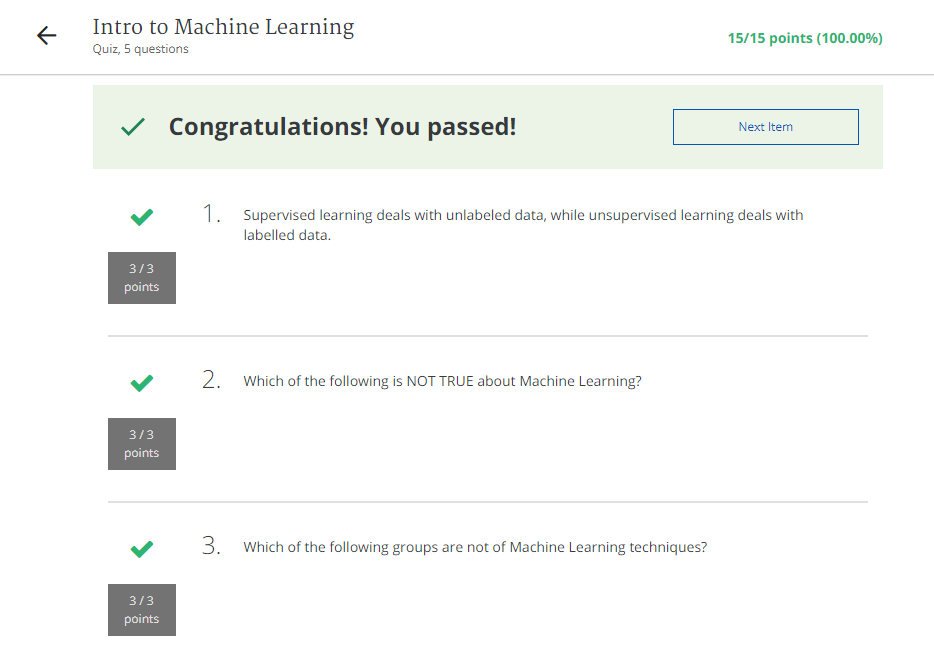 Intro to Machine Learning
Quiz, 5 questions
15/15 points (100.00%)
Congratulations! You passed!
Next Item
1.
Supervised learning deals with unlabeled data, while unsupervised learning deals with
labelled data.
3 / 3
points
2.
Which of the following is NOT TRUE about Machine Learning?
3 / 3
points
3.
Which of the following groups are not of Machine Learning techniques?
3 / 3
points